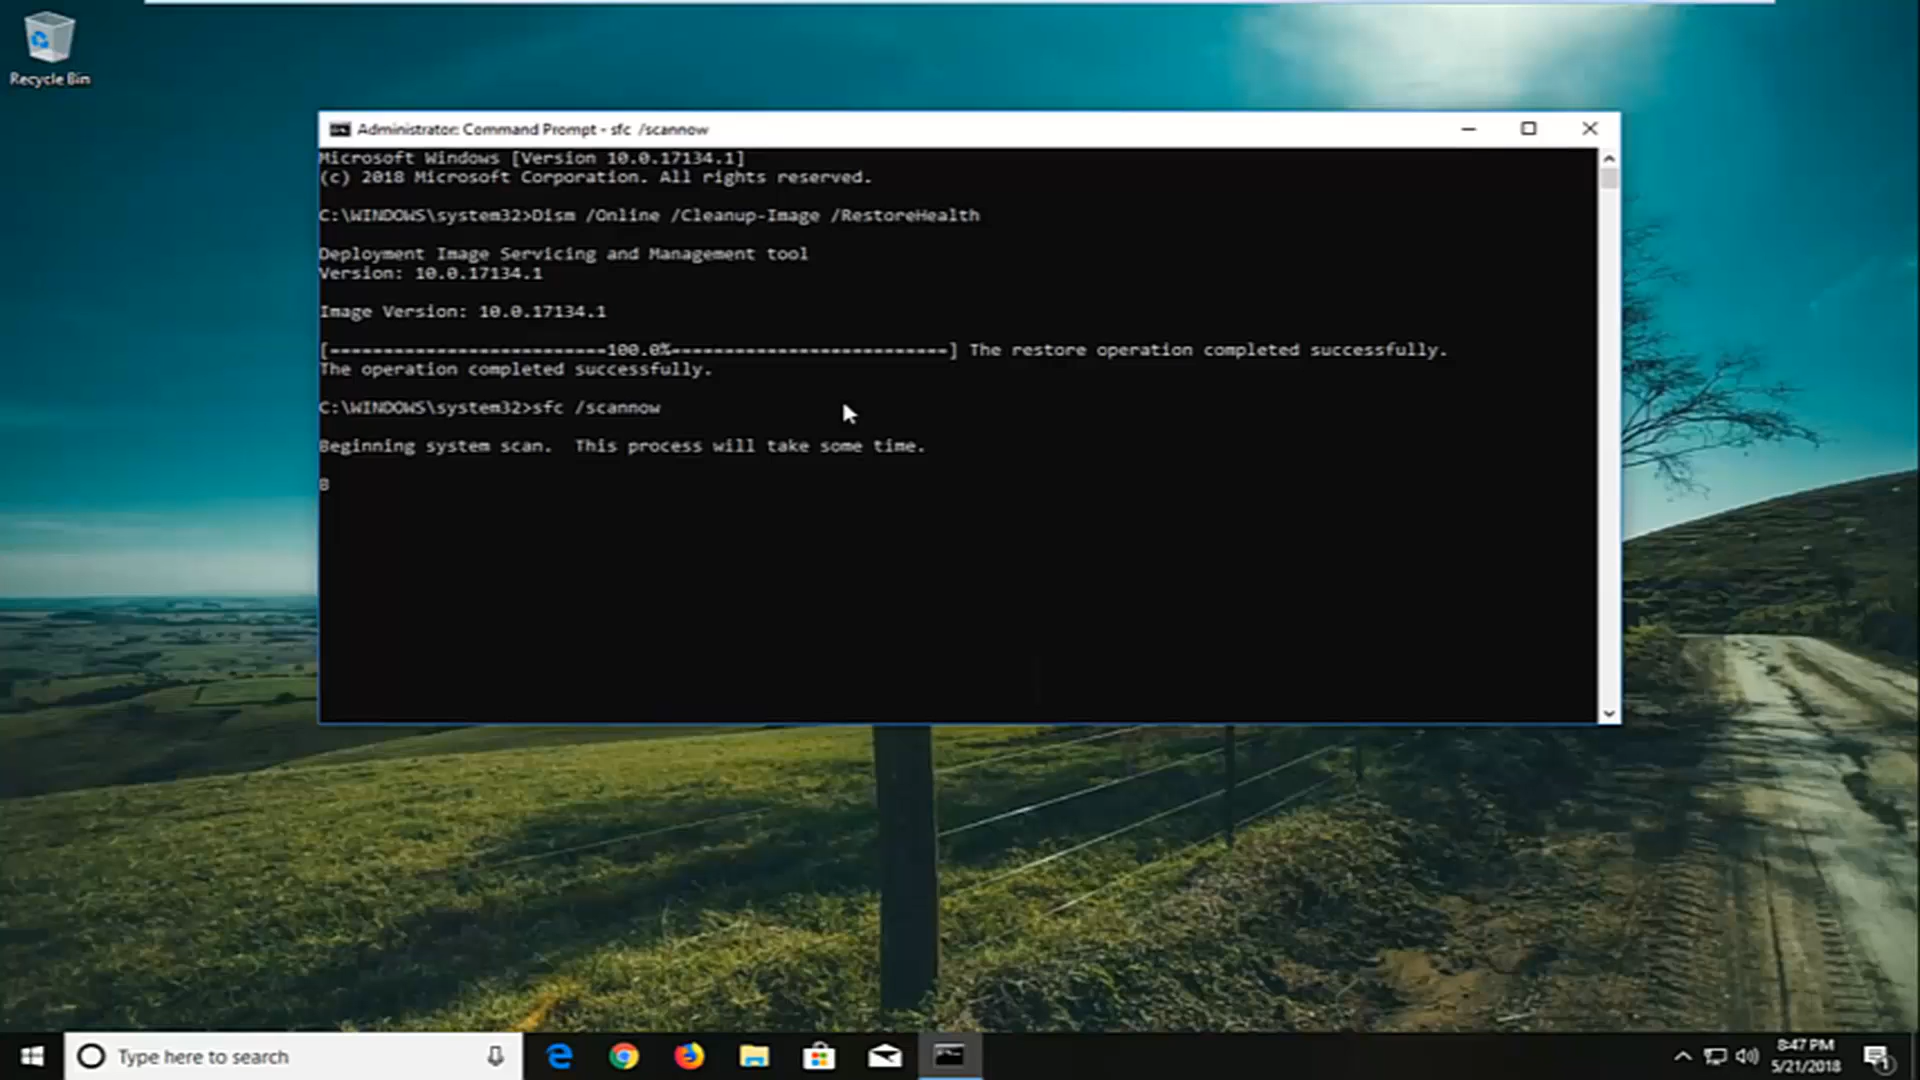 Recycle Bin
Administrator: Command Prompt - sfc /scannow
Microsoft Windows [Version 10.0.17134.1]
(c) 2018 Microsoft Corporation. All rights reserved.
C:\WINDOWS\system32>Dism /Online /Cleanup-Image /RestoreHealth
Deployment Image Servicing and Management tool
Version: 10.0.17134.1
Image Version: 10.0.17134.1
[--------------------------100.0%--------------------------] The restore operation completed successfully.
The operation completed successfully.
C:\WINDOWS\system32>sfc /scannow
Beginning system scan.  This process will take some time.
B
Type here to search
8:47 PM
5/21/2018
1